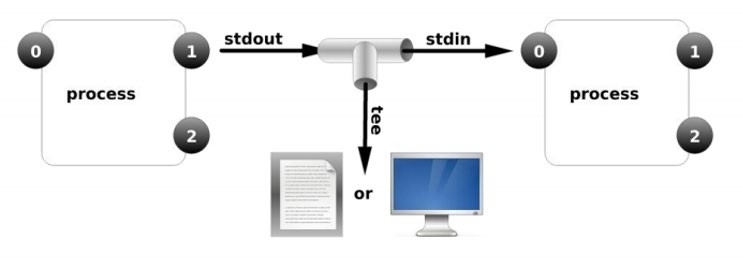 0
process
1
2
stdout
stdin
tee
or
0
process
1
2